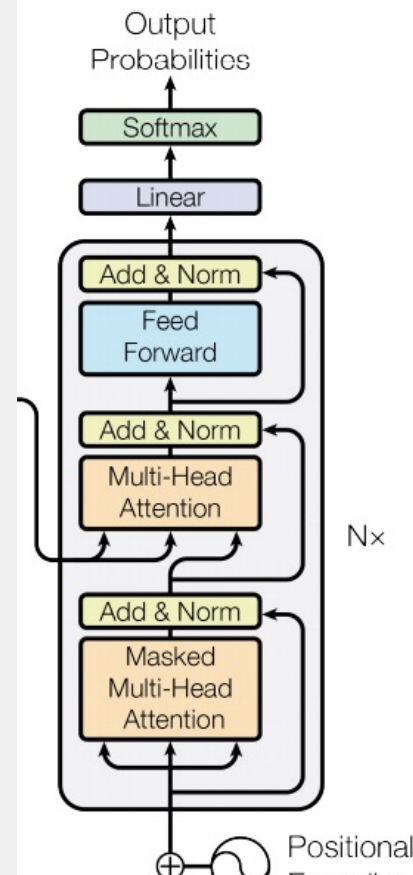 Output
Probabilities
Softmax
Linear
Add & Norm
Feed
Forward
Add & Norm
Multi-Head
Attention
N×
Add & Norm
Masked
Multi-Head
Attention
Positional